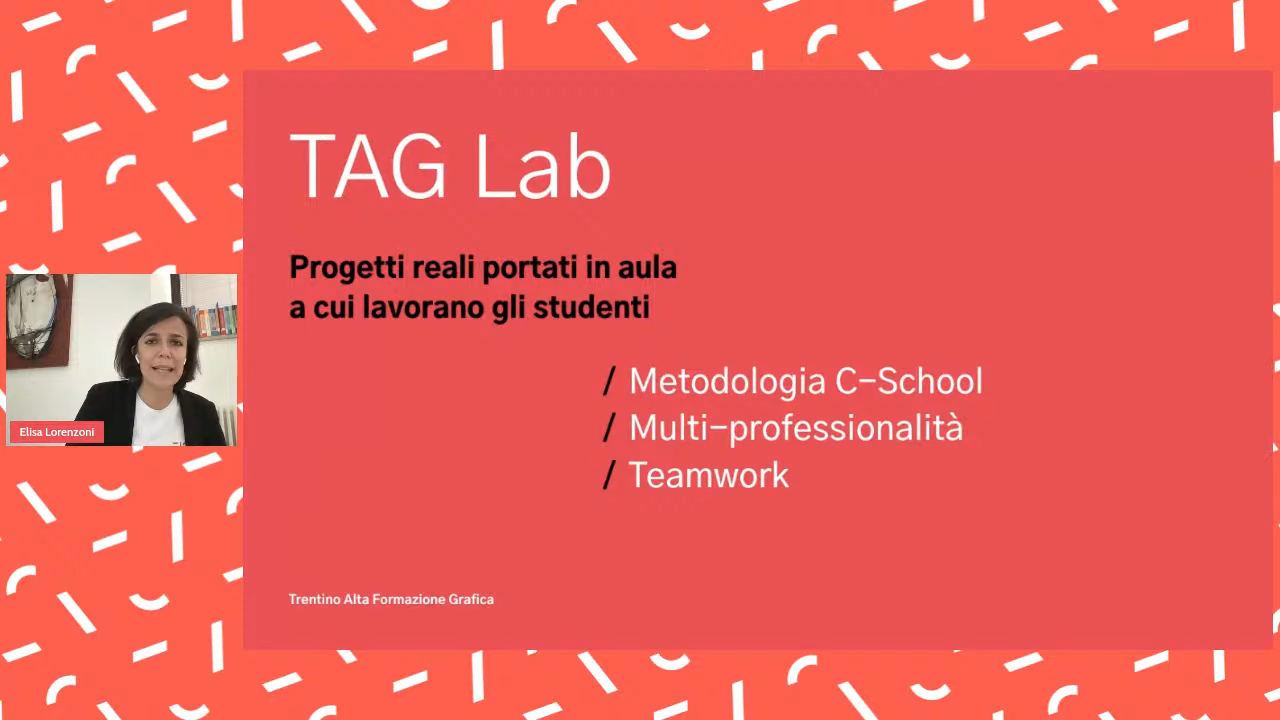 TAG Lab
Progetti reali portati in aula
a cui lavorano gli studenti
/ Metodologia C-School
/ Multi-professionalità
/ Teamwork
Elisa Lorenzoni
Trentino Alta Formazione Grafica